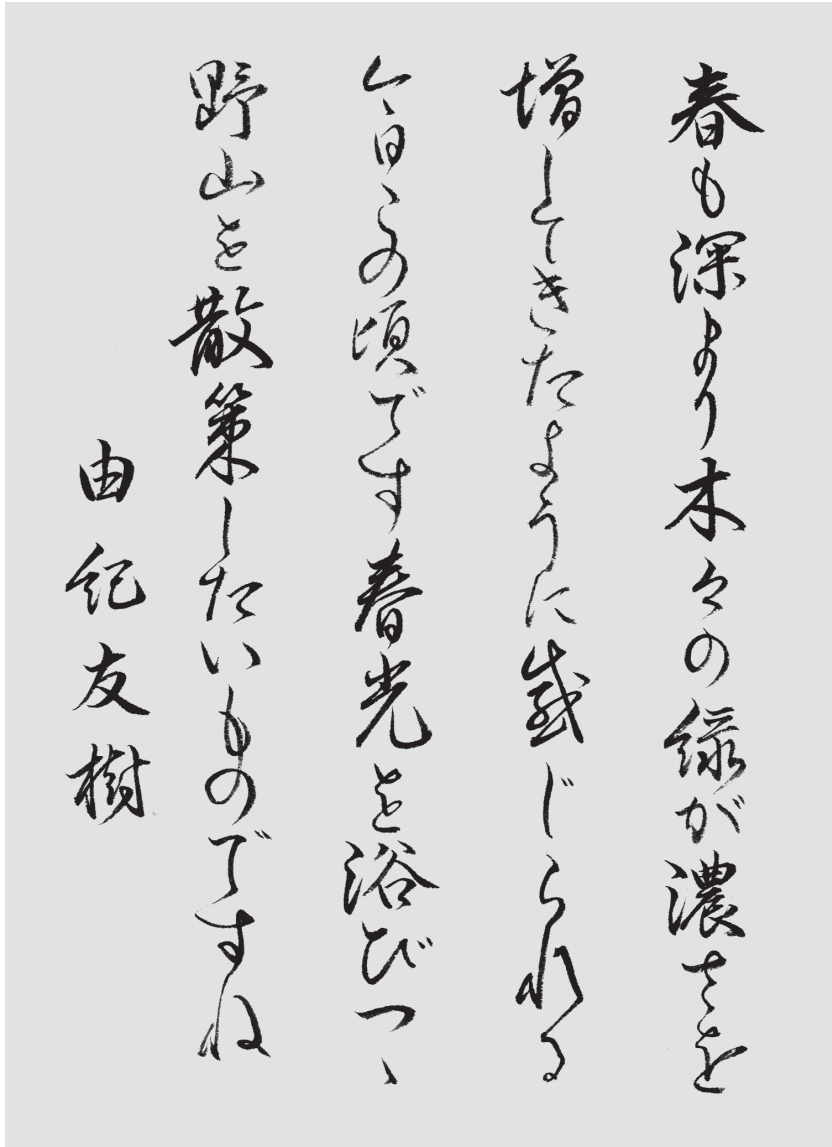 春も深まり木々の緑が濃さを
増してきたように感じられる
今日この頃です春光を浴びつゝ
野山を散策したいものですね
由紀友樹